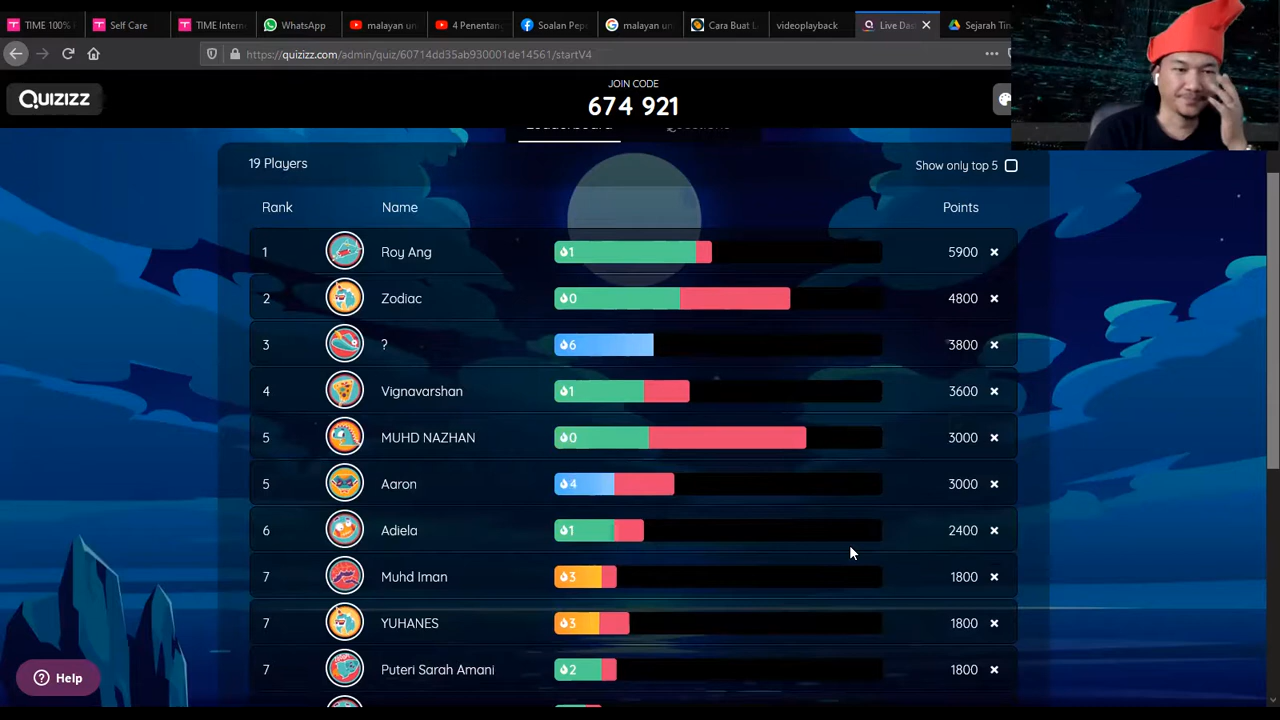 TIME 100%
Self Care
TIME Intern
WhatsApp
malayan un
4 Penentang
Soalan Pep
malayan un
Cara Buat L
videoplayback
Live Das
Sejarah Tin
https://quizizz.com/admin/quiz/60714dd35ab930001de14561/startV4
Quizizz
JOIN CODE
674 921
Leaderboard
Questions
19 Players
Show only top 5
Rank Name Points
1 Roy Ang 1 5900
2 Zodiac 0 4800
3 ? 6 3800
4 Vignavarshan 1 3600
5 MUHD NAZHAN 0 3000
5 Aaron 4 3000
6 Adiela 1 2400
7 Muhd Iman 3 1800
7 YUHANES 3 1800
7 Puteri Sarah Amani 2 1800
Help